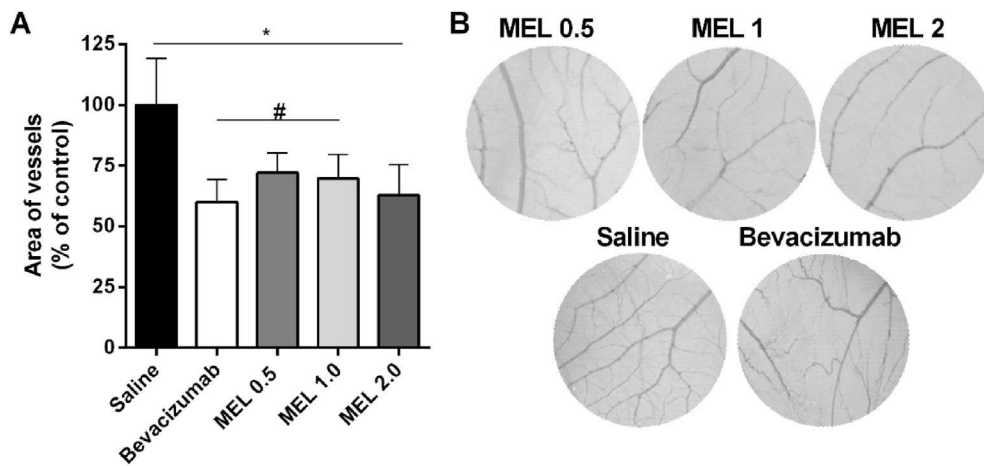 A
Area of vessels
(% of control)
125
100
75
50
25
0
*
#
Saline
Bevacizumab
MEL 0.5
MEL 1.0
MEL 2.0
B
MEL 0.5
MEL 1
MEL 2
Saline
Bevacizumab